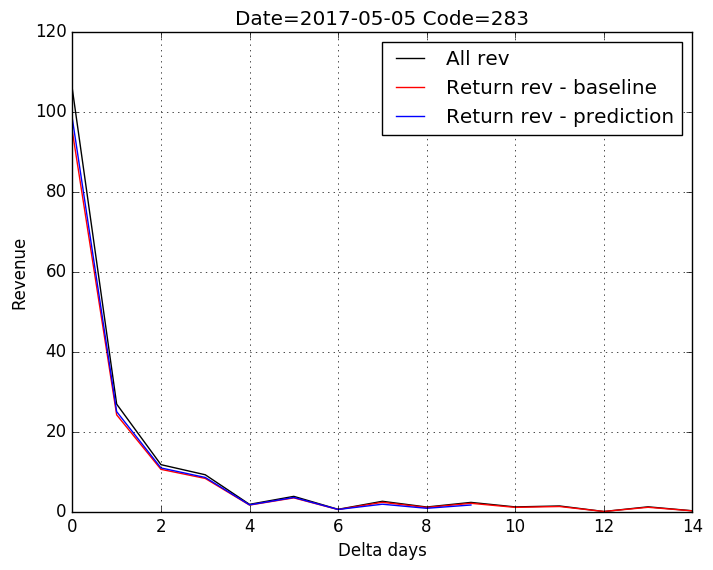 Date=2017-05-05 Code=283
120
100
80
60
40
20
0
Revenue
All rev
Return rev - baseline
Return rev - prediction
0 2 4 6 8 10 12 14
Delta days